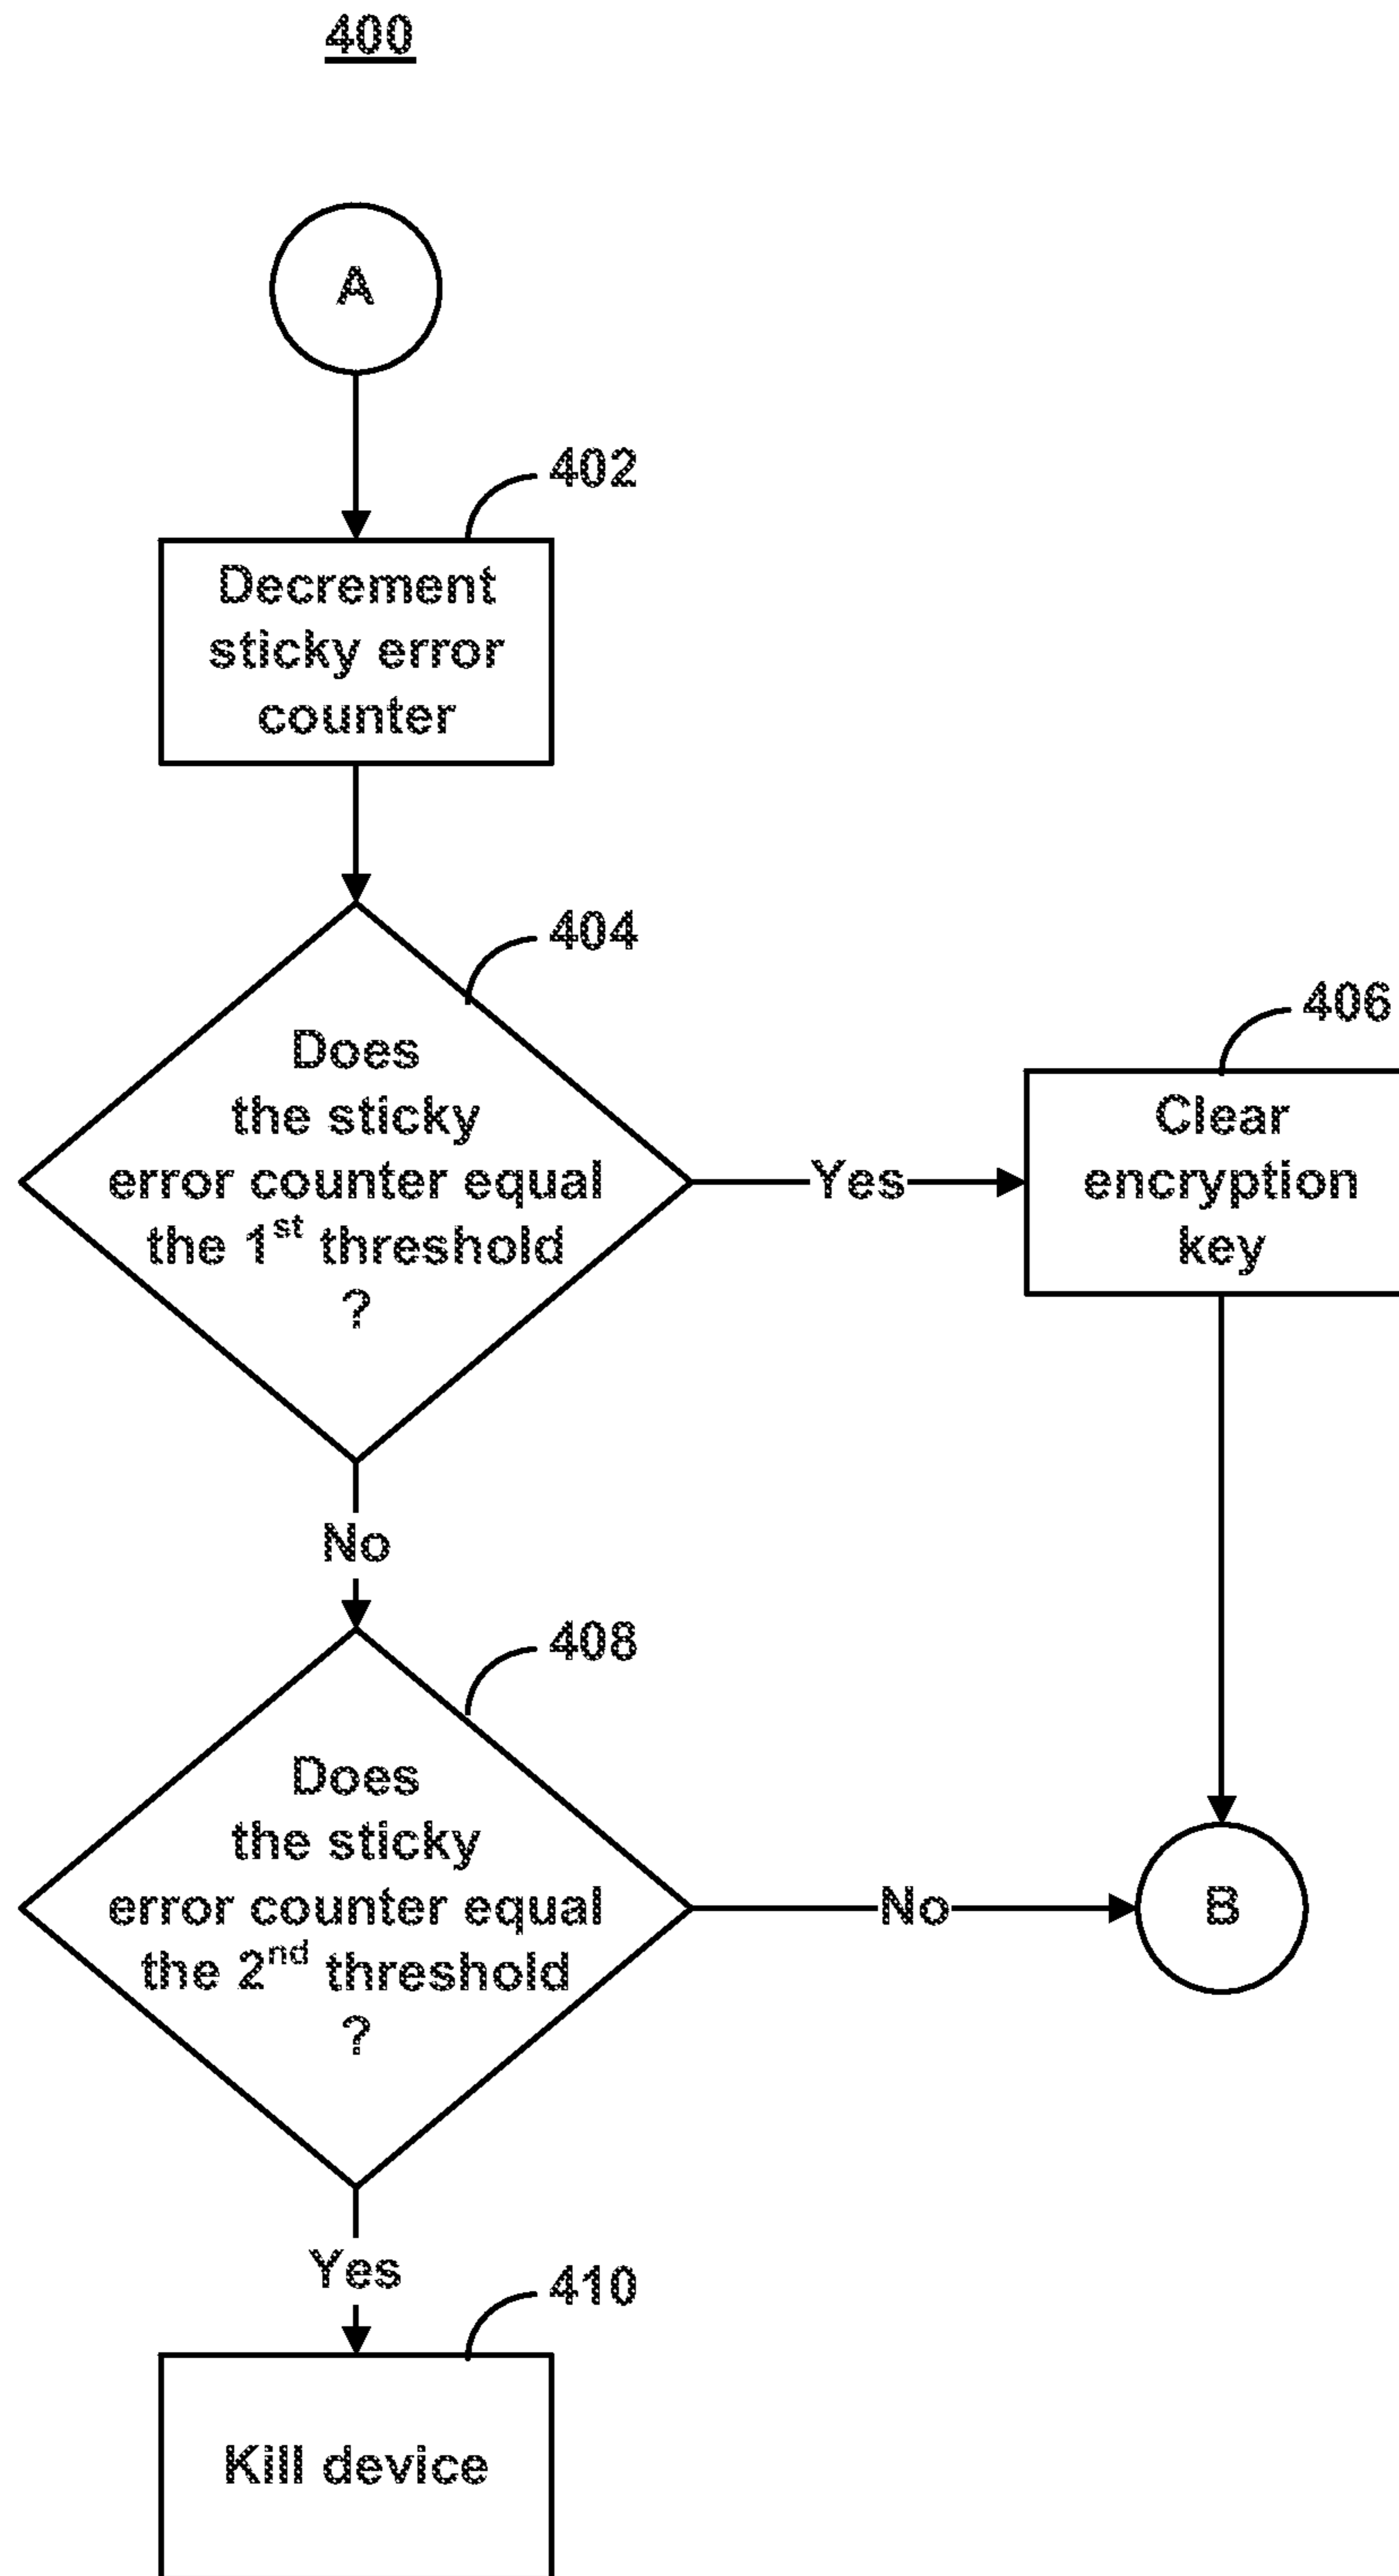 400
A
402
Decrement
sticky error
counter
404
Does
the sticky
error counter equal
the 1st threshold
?
Yes
406
Clear
encryption
key
No
408
Does
the sticky
error counter equal
the 2nd threshold
?
No
B
Yes
410
Kill device